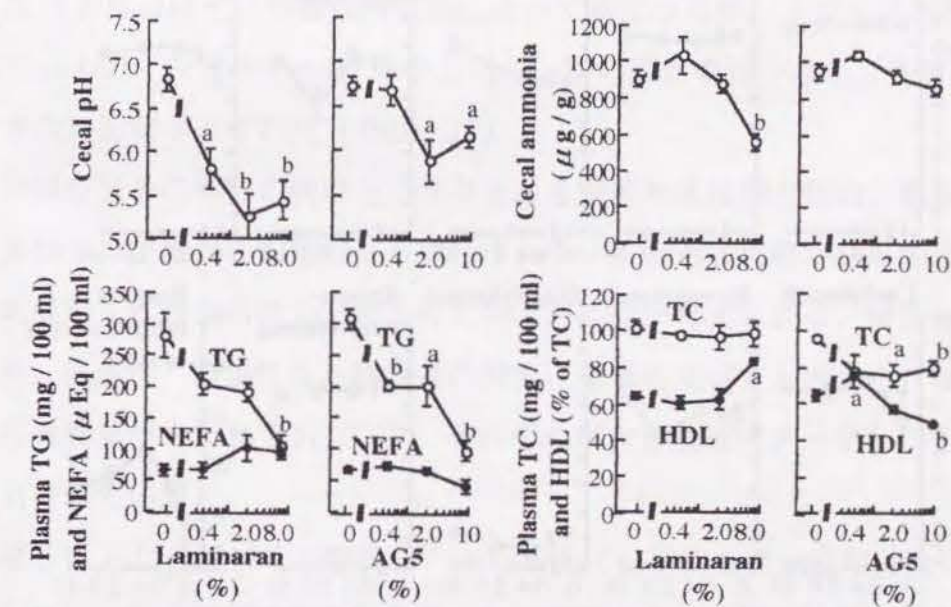 Cecal pH
7.5
7.0
6.5
6.0
5.5
5.0
a
b
b
0 0.4 2.0 8.0
a
b
0 0.4 2.0 10
Cecal ammonia
(μg / g)
1200
1000
800
600
400
200
0
b
0 0.4 2.0 8.0
0 0.4 2.0 10
Plasma TG (mg / 100 ml)
and NEFA (μEq / 100 ml)
350
300
250
200
150
100
50
0
TG
NEFA
b
0 0.4 2.0 8.0
Laminaran
(%)
TG
b
a
b
NEFA
0 0.4 2.0 10
AG5
(%)
Plasma TC (mg / 100 ml)
and HDL (% of TC)
120
100
80
60
40
20
0
TC
HDL
a
0 0.4 2.0 8.0
Laminaran
(%)
TC
a
b
a
HDL
b
0 0.4 2.0 10
AG5
(%)